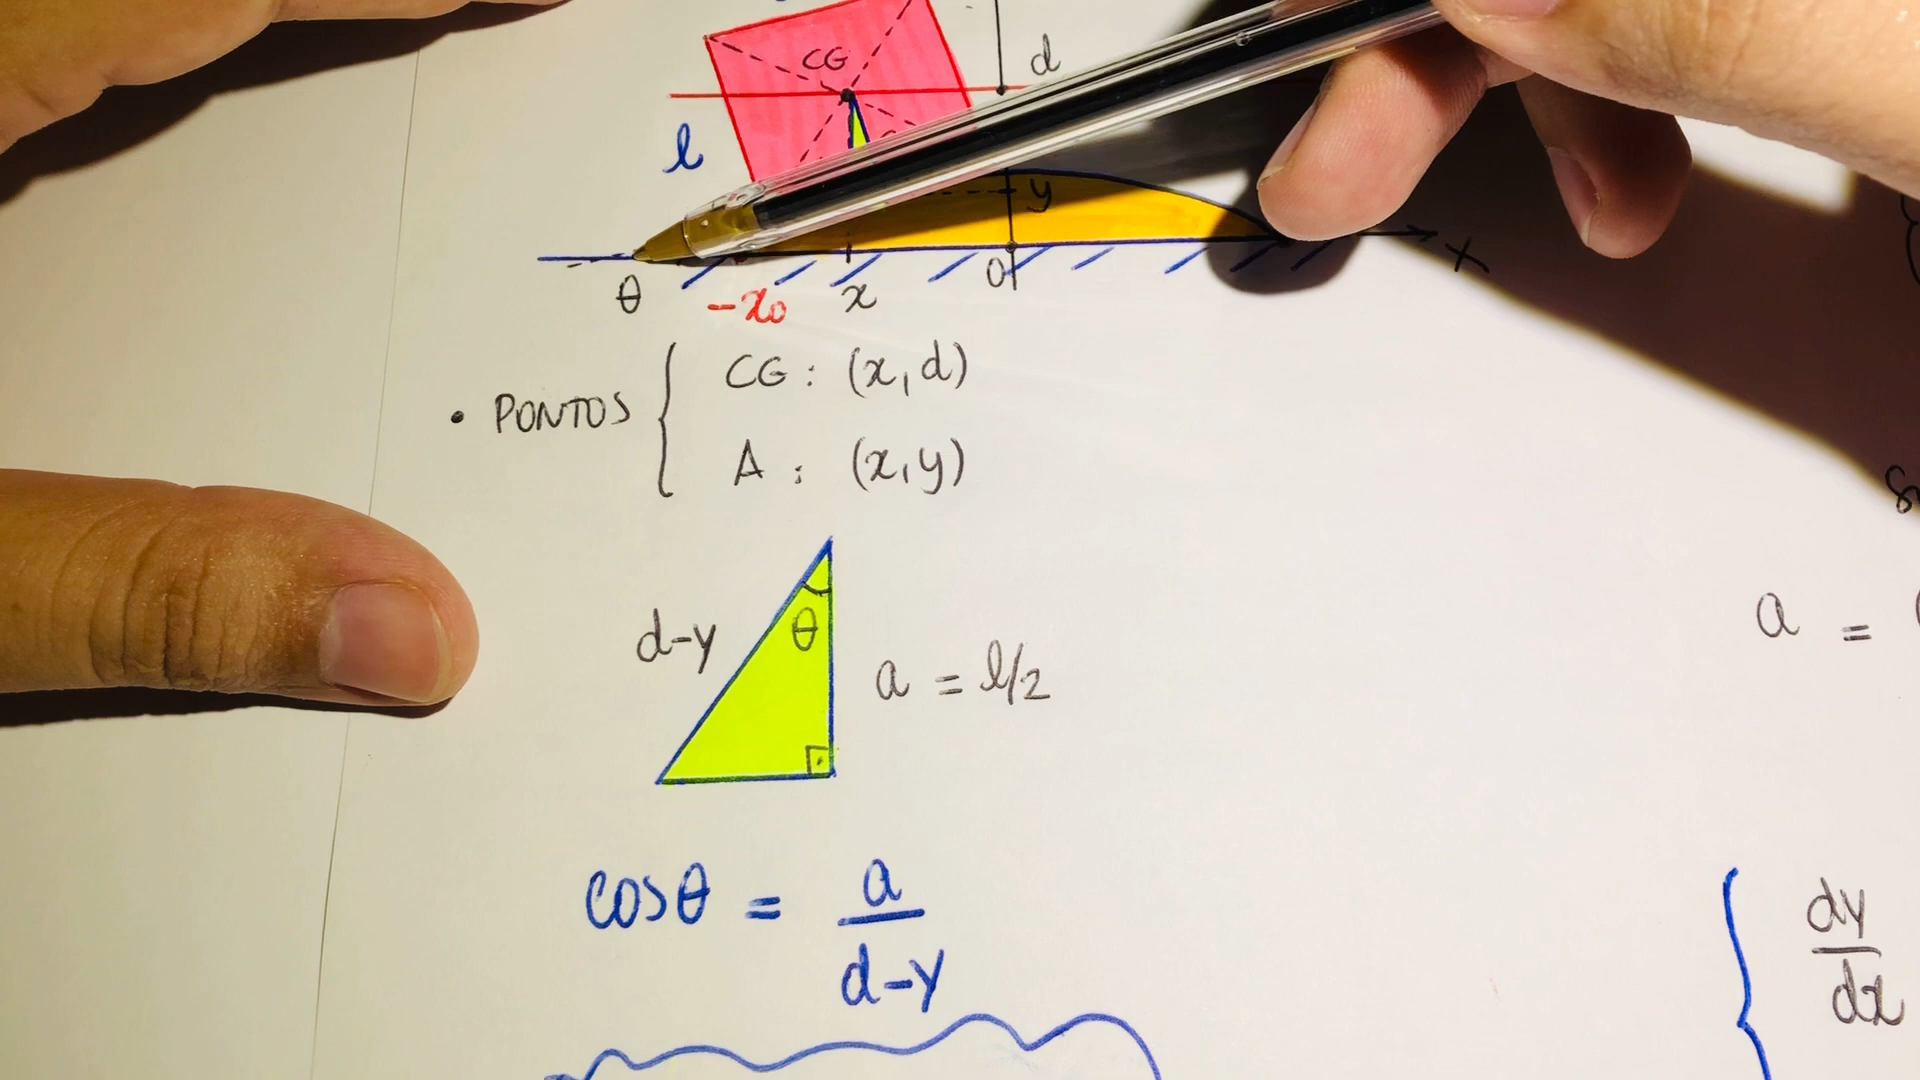 CG
d
l
y
θ
-x₀
x
0
x
• PONTOS { CG : (x, d)
A : (x, y)
θ
d-y
a = l/2
a =
cosθ = a / d-y
dy / dx